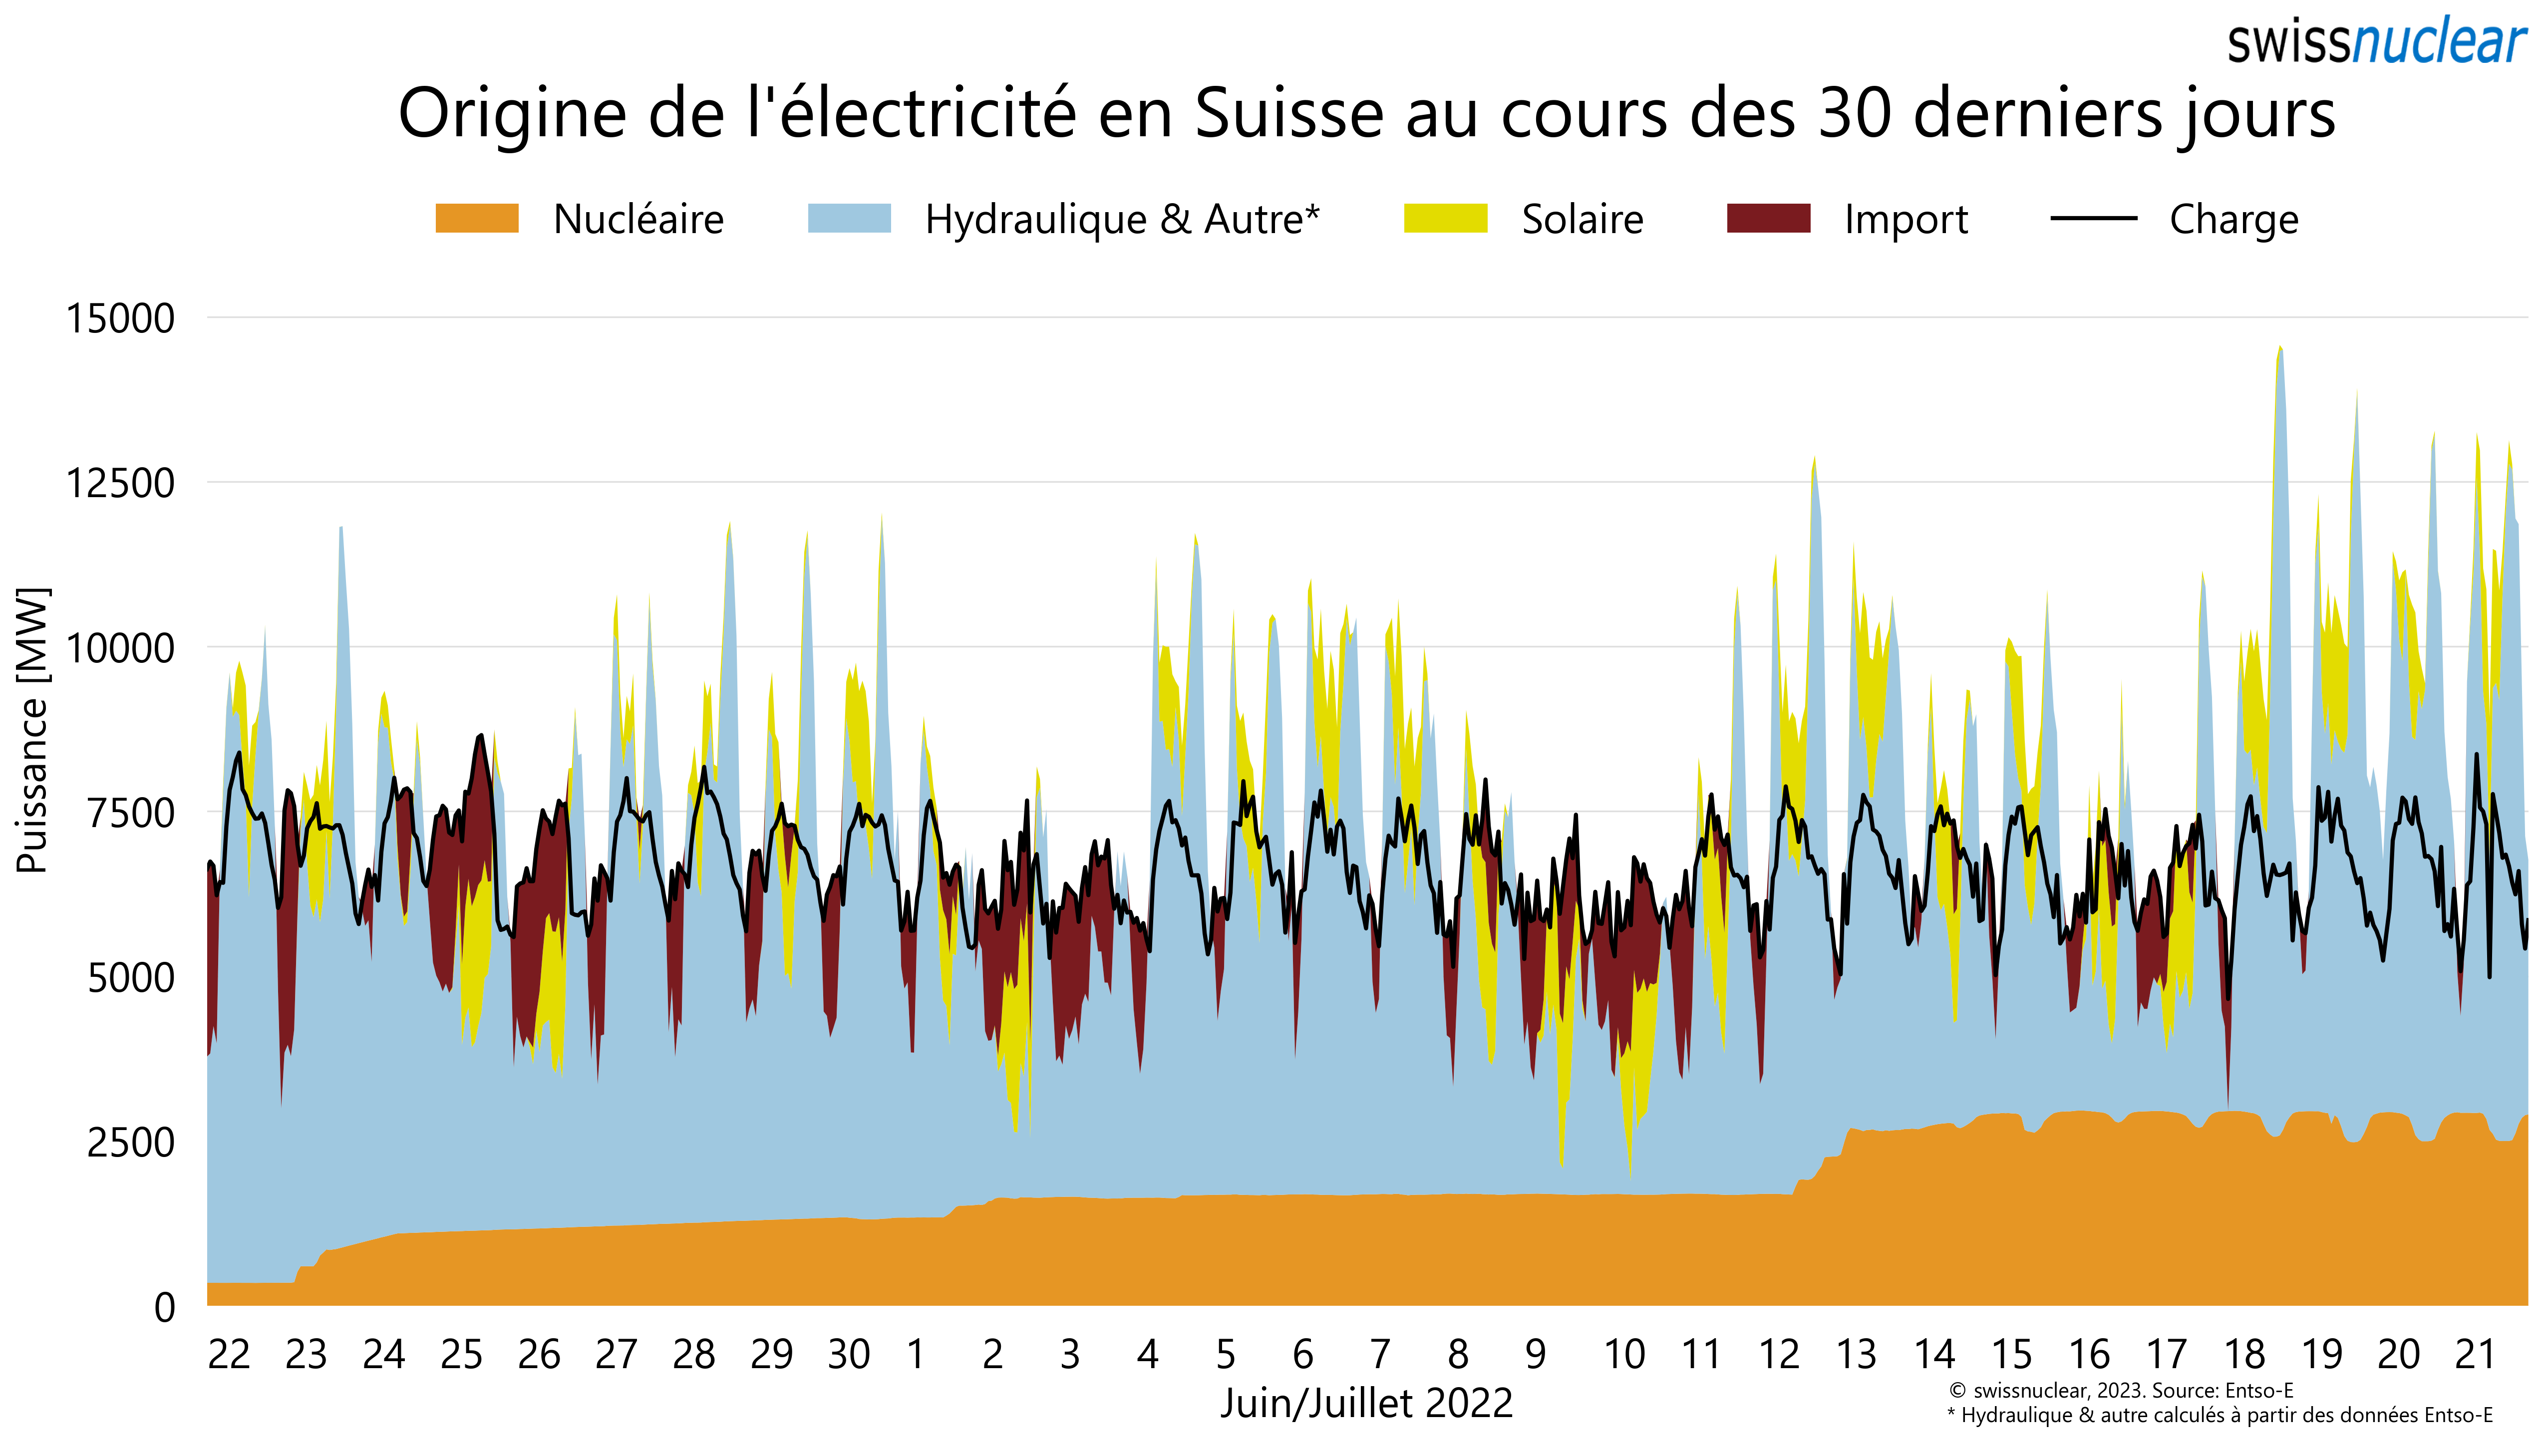 swissnuclear
Origine de l'électricité en Suisse au cours des 30 derniers jours
Nucléaire Hydraulique & Autre* Solaire Import Charge
15000
12500
10000
7500
5000
2500
0
Puissance [MW]
22 23 24 25 26 27 28 29 30 1 2 3 4 5 6 7 8 9 10 11 12 13 14 15 16 17 18 19 20 21
Juin/Juillet 2022
© swissnuclear, 2023. Source: Entso-E
* Hydraulique & autre calculés à partir des données Entso-E